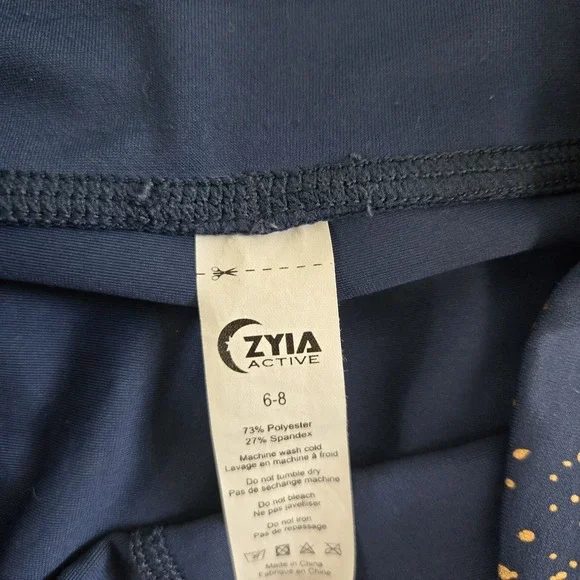 ZYIA
ACTIVE
6-8
73% Polyester
27% Spandex
Machine wash cold
Lavage en machine à froid
Do not tumble dry
Pas de séchange machine
Do not bleach
Ne pas javelliser
Do not iron
Pas de repassage
Made in China
Fabrique en Chine